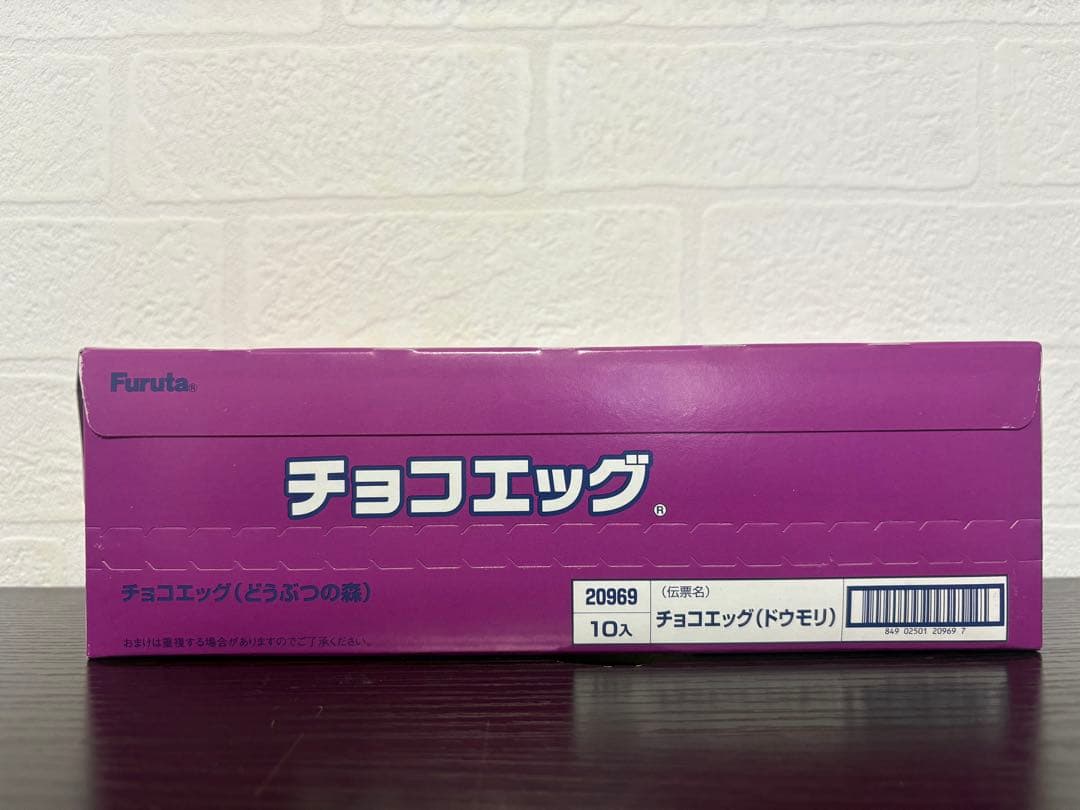 Furuta®
チョコエッグ®
チョコエッグ(どうぶつの森)
おまけは重複する場合がありますのでご了承ください。
20969
10入
(伝票名)
チョコエッグ(ドウモリ)
849 02501 20969 7